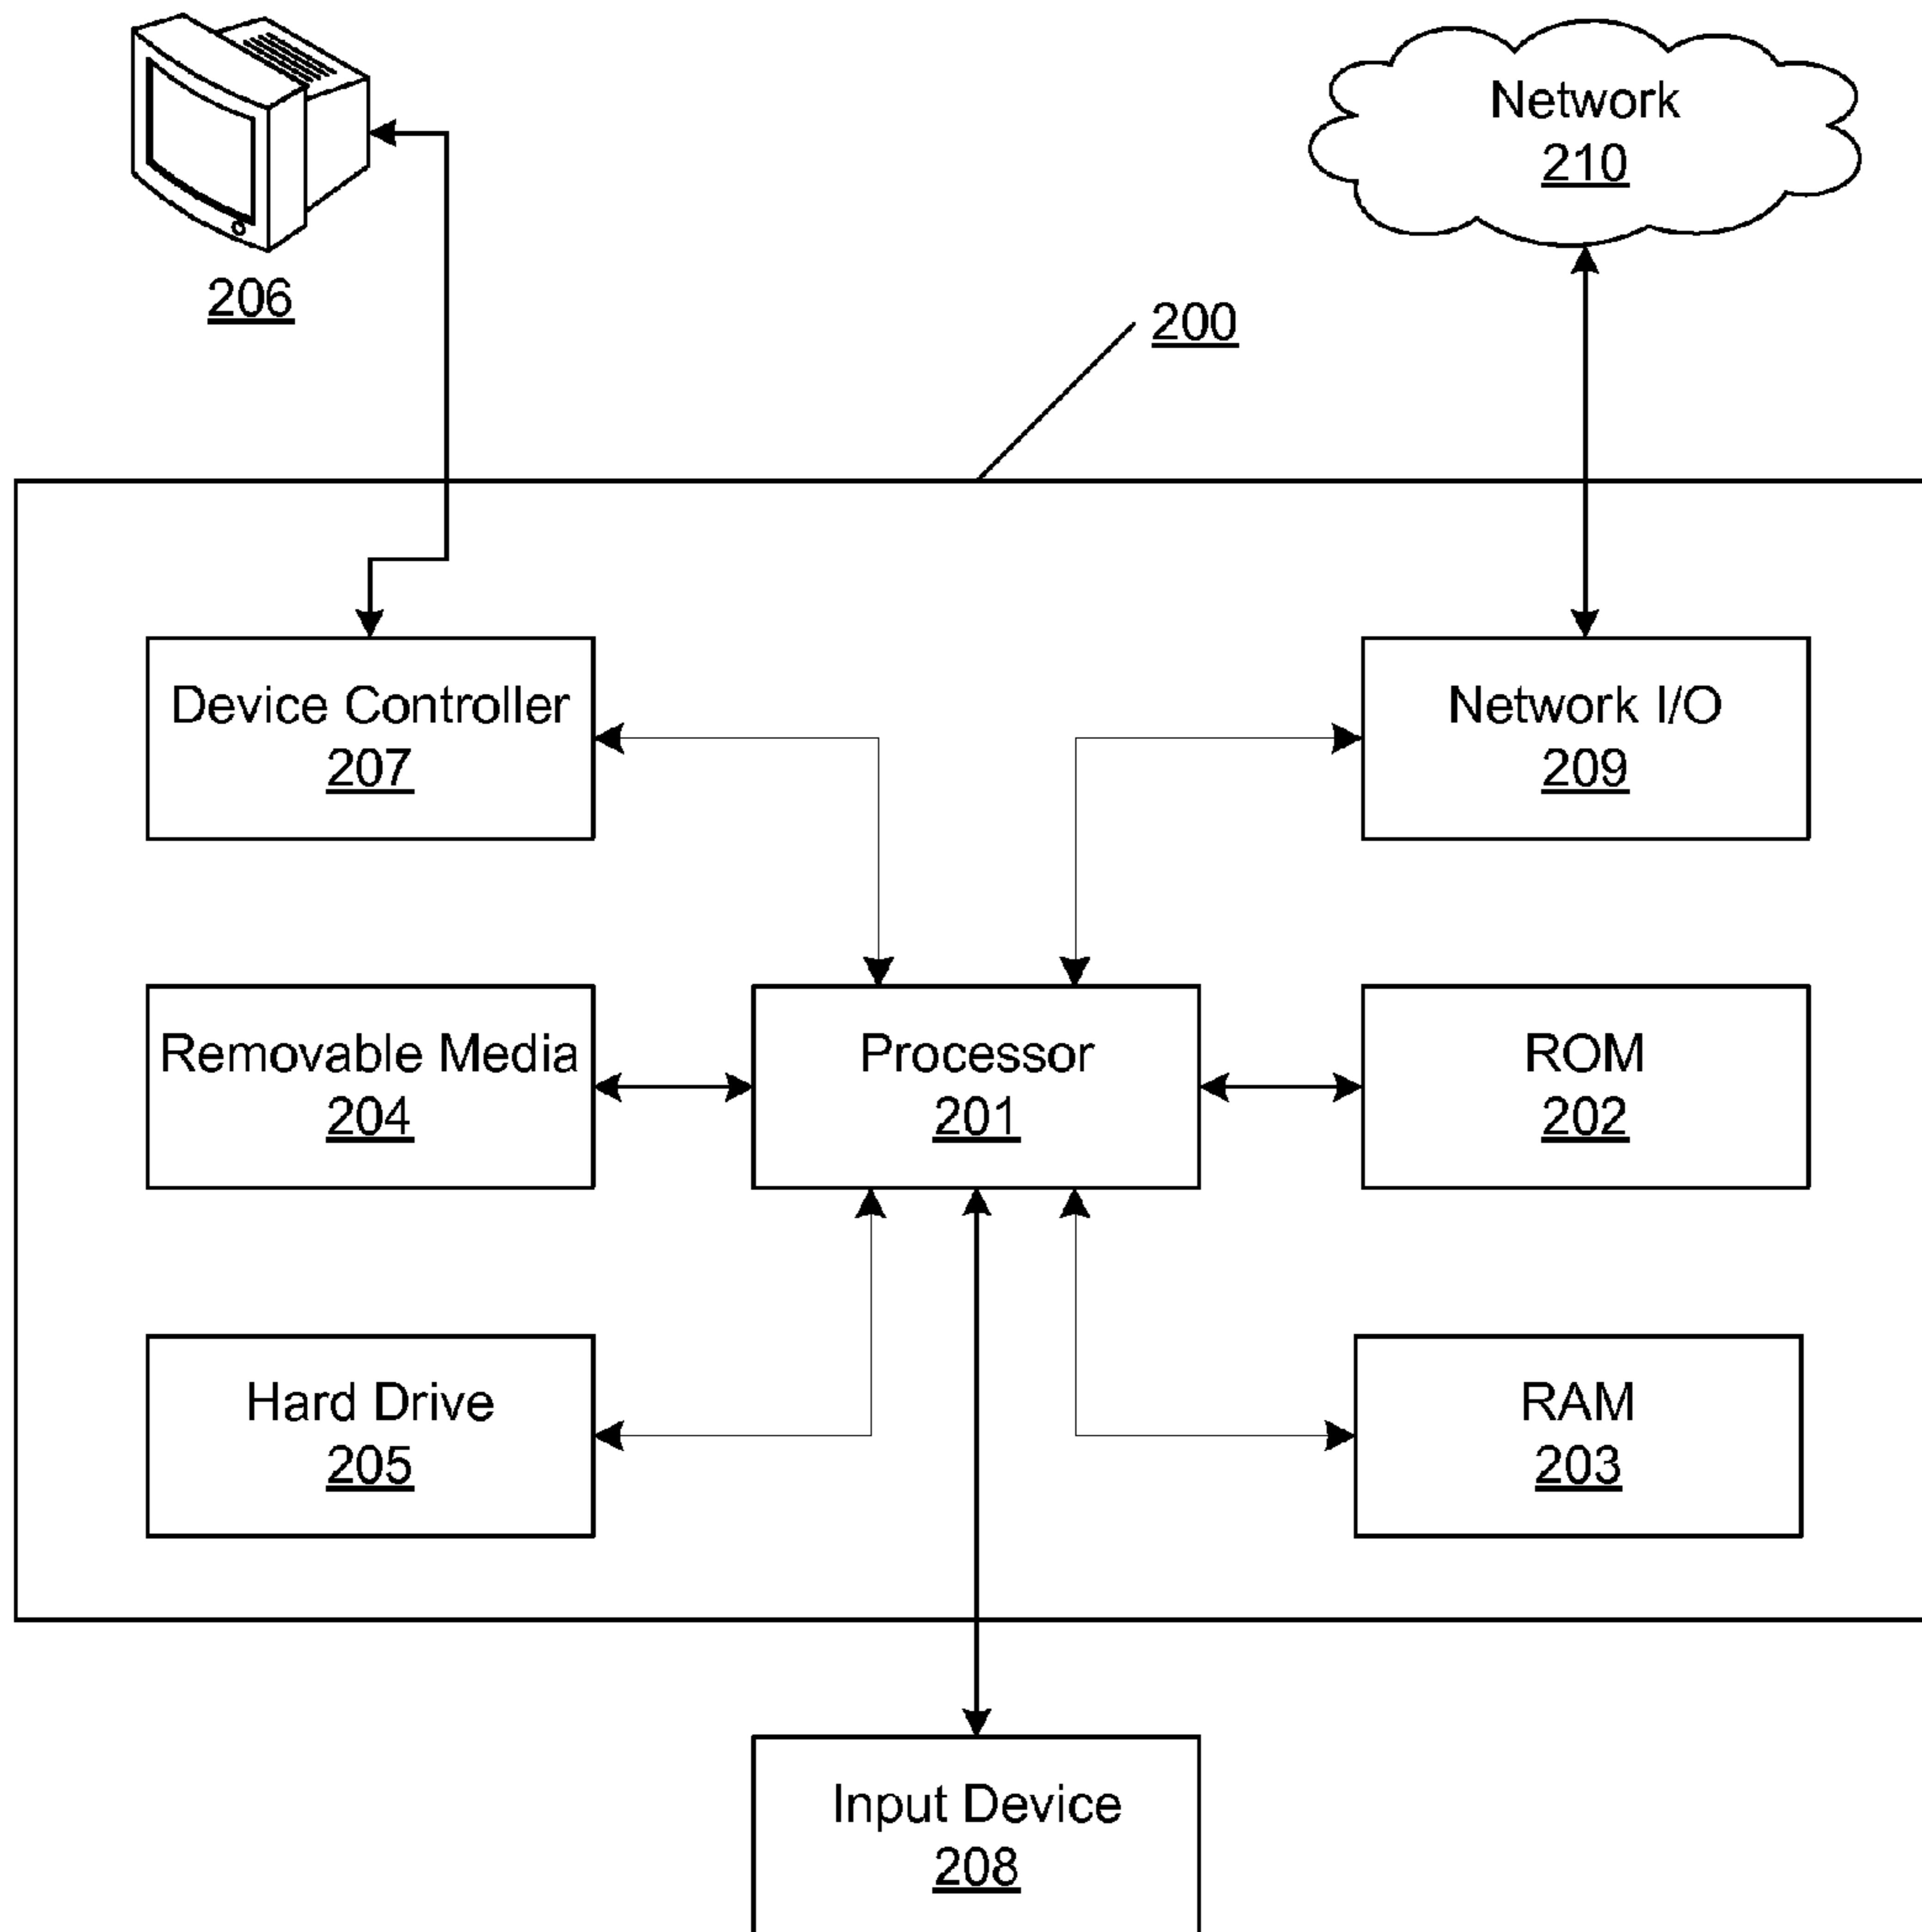 Network
210
206
200
Device Controller
207
Network I/O
209
Removable Media
204
Processor
201
ROM
202
Hard Drive
205
RAM
203
Input Device
208